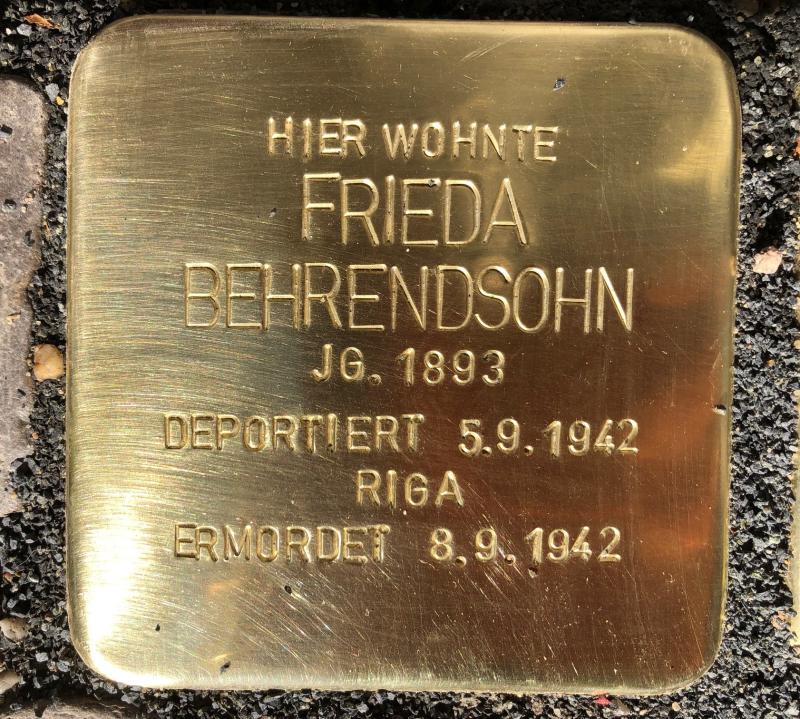 HIER WOHNTE
FRIEDA
BEHRENDSOHN
JG. 1893
DEPORTIERT 5.9.1942
RIGA
ERMORDET 8.9.1942